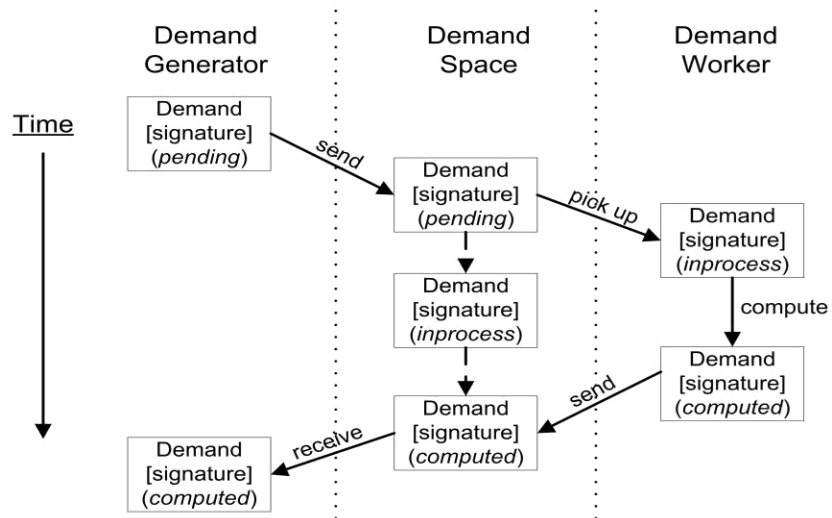 Demand
Generator
Demand
Space
Demand
Worker
Time
Demand
[signature]
(pending)
send
Demand
[signature]
(pending)
pick up
Demand
[signature]
(inprocess)
Demand
[signature]
(inprocess)
compute
Demand
[signature]
(computed)
send
Demand
[signature]
(computed)
receive
Demand
[signature]
(computed)